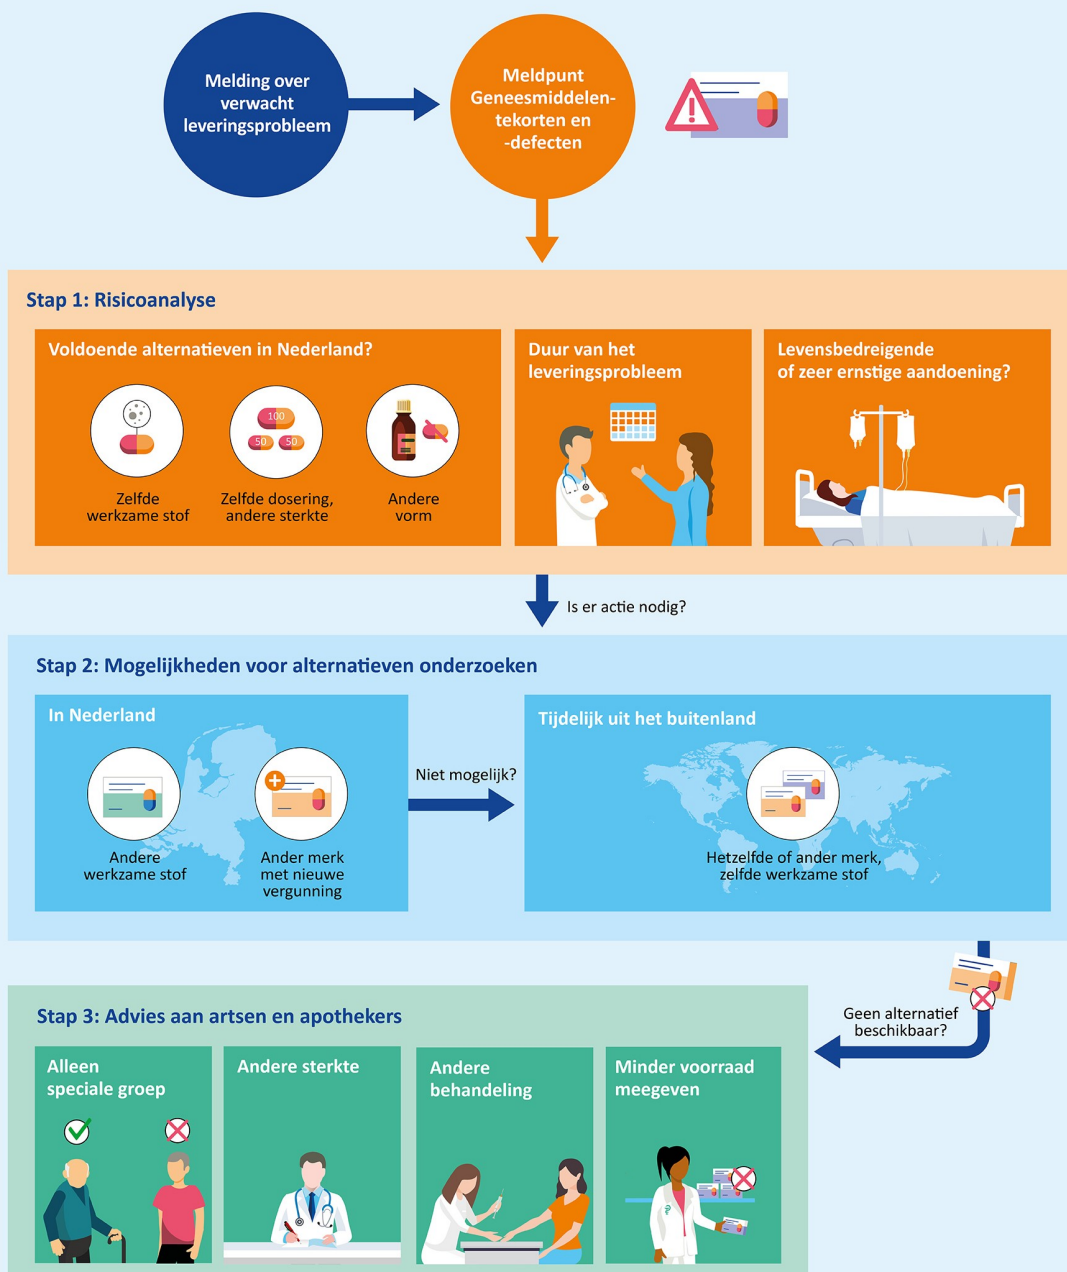 Melding over
verwacht
leveringsprobleem
Meldpunt
Geneesmiddelen-
tekorten en
-defecten
Stap 1: Risicoanalyse
Voldoende alternatieven in Nederland?
100
50 50
Zelfde
werkzame stof
Zelfde dosering,
andere sterkte
Andere
vorm
Duur van het
leveringsprobleem
Levensbedreigende
of zeer ernstige aandoening?
Is er actie nodig?
Stap 2: Mogelijkheden voor alternatieven onderzoeken
In Nederland
Andere
werkzame stof
Ander merk
met nieuwe
vergunning
Niet mogelijk?
Tijdelijk uit het buitenland
Hetzelfde of ander merk,
zelfde werkzame stof
Geen alternatief
beschikbaar?
Stap 3: Advies aan artsen en apothekers
Alleen
speciale groep
Andere sterkte
Andere
behandeling
Minder voorraad
meegeven